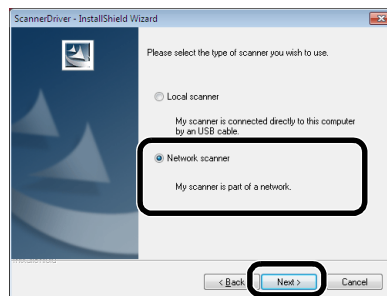 ScannerDriver - InstallShield Wizard
Please select the type of scanner you wish to use.
Local scanner
My scanner is connected directly to this computer
by an USB cable.
Network scanner
My scanner is part of a network.
InstallShield
< Back
Next >
Cancel